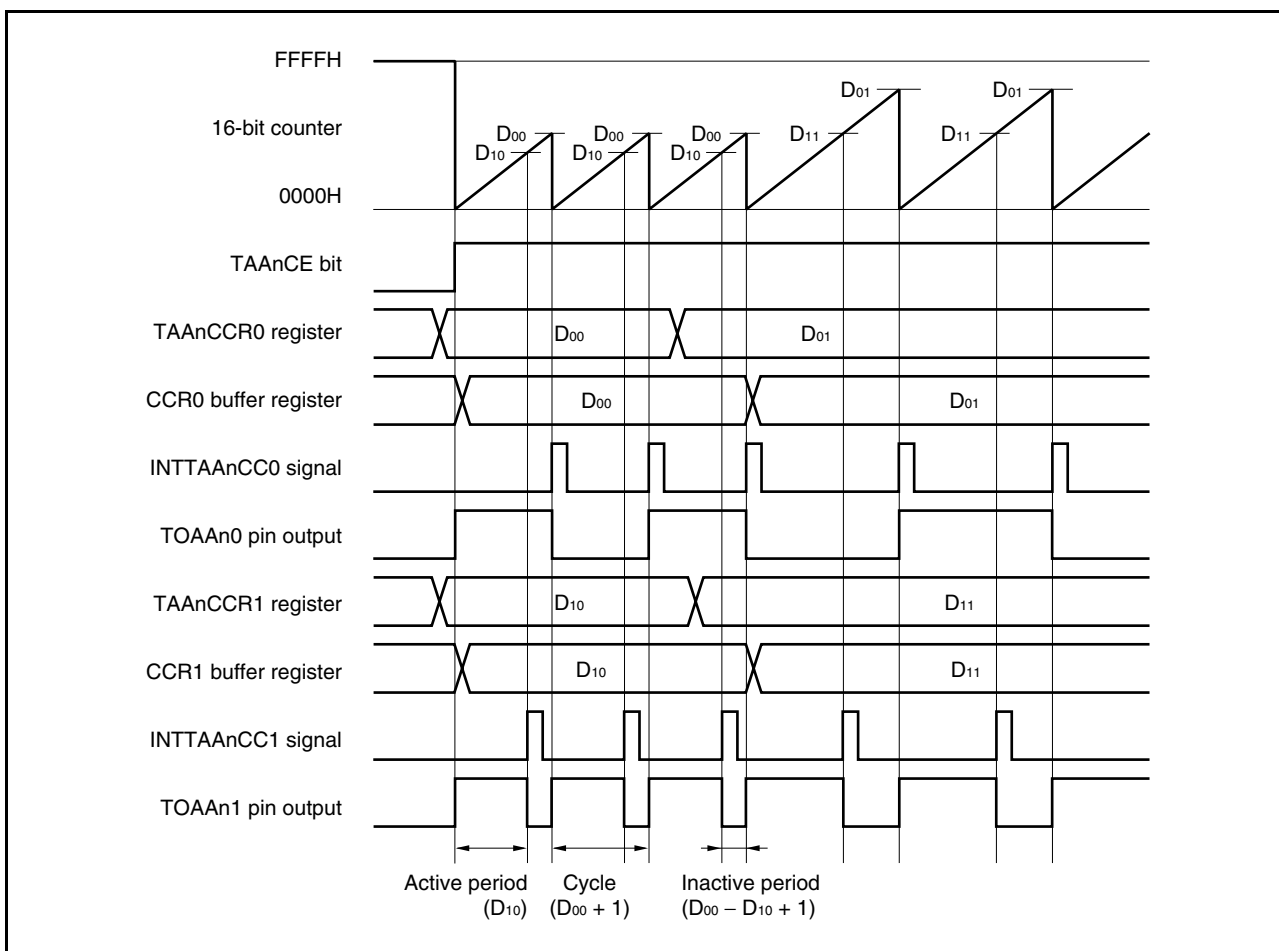 FFFFH
16-bit counter
0000H
D01 D01
D00 D00 D00 D11 D11
D10 D10 D10
TAAnCE bit
TAAnCCR0 register D00 D01
CCR0 buffer register D00 D01
INTTAAnCC0 signal
TOAAn0 pin output
TAAnCCR1 register D10 D11
CCR1 buffer register D10 D11
INTTAAnCC1 signal
TOAAn1 pin output
Active period Cycle Inactive period
(D10) (D00 + 1) (D00 − D10 + 1)